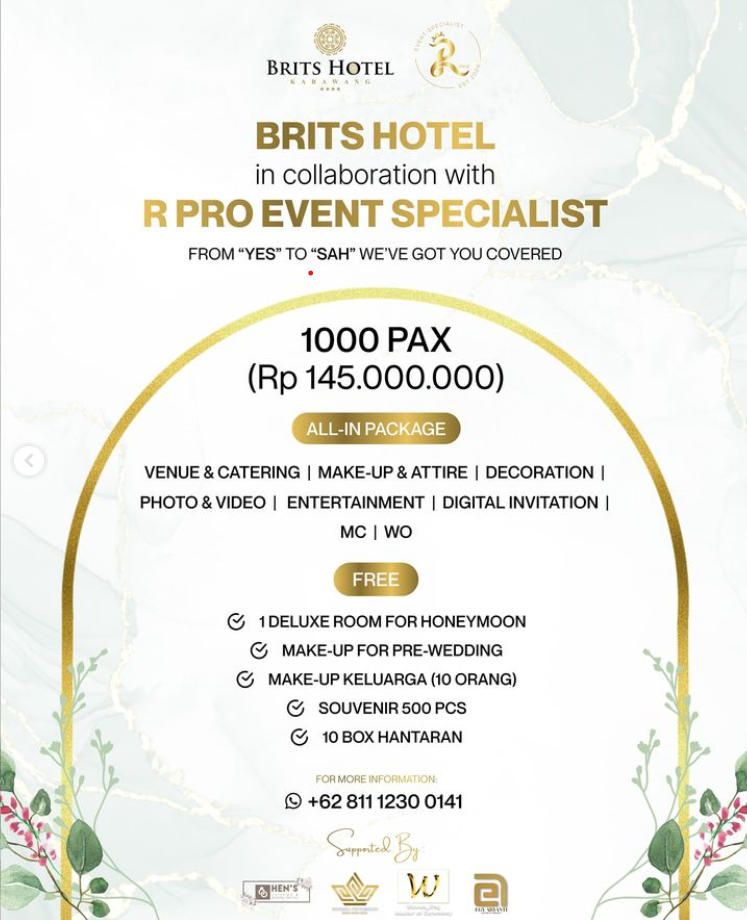 BRITS HOTEL
KARAWANG
EVENT SPECIALIST
R
BRITS HOTEL
in collaboration with
R PRO EVENT SPECIALIST
FROM “YES” TO “SAH” WE’VE GOT YOU COVERED
1000 PAX
(Rp 145.000.000)
ALL-IN PACKAGE
VENUE & CATERING | MAKE-UP & ATTIRE | DECORATION |
PHOTO & VIDEO | ENTERTAINMENT | DIGITAL INVITATION |
MC | WO
FREE
1 DELUXE ROOM FOR HONEYMOON
MAKE-UP FOR PRE-WEDDING
MAKE-UP KELUARGA (10 ORANG)
SOUVENIR 500 PCS
10 BOX HANTARAN
FOR MORE INFORMATION:
+62 811 1230 0141
Supported By:
HEN'S
W